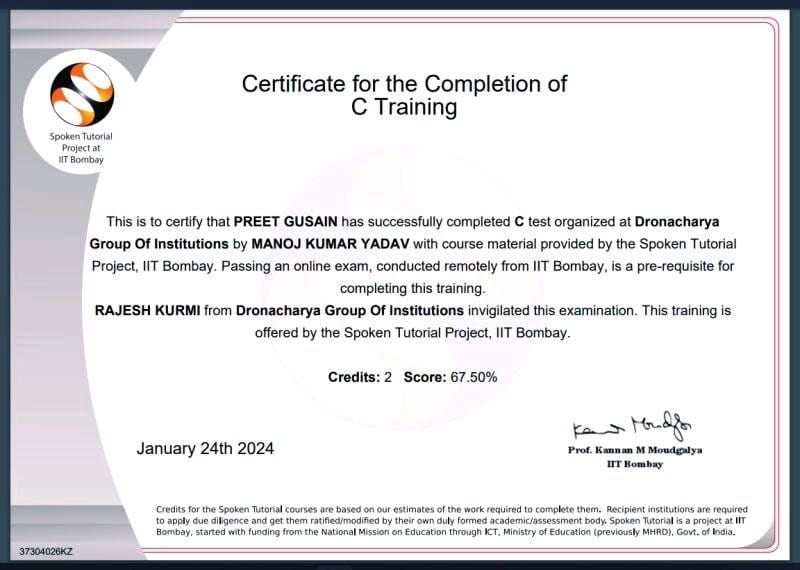 Certificate for the Completion of
C Training
Spoken Tutorial
Project at
IIT Bombay
This is to certify that PREET GUSAIN has successfully completed C test organized at Dronacharya
Group Of Institutions by MANOJ KUMAR YADAV with course material provided by the Spoken Tutorial
Project, IIT Bombay. Passing an online exam, conducted remotely from IIT Bombay, is a pre-requisite for
completing this training.
RAJESH KURMI from Dronacharya Group Of Institutions invigilated this examination. This training is
offered by the Spoken Tutorial Project, IIT Bombay.
Credits: 2 Score: 67.50%
January 24th 2024
Prof. Kannan M Moudgalya
IIT Bombay
Credits for the Spoken Tutorial courses are based on our estimates of the work required to complete them. Recipient institutions are required
to apply due diligence and get them ratified/modified by their own duly formed academic/assessment body. Spoken Tutorial is a project at IIT
Bombay, started with funding from the National Mission on Education through ICT, Ministry of Education (previously MHRD), Govt. of India.
37304026KZ